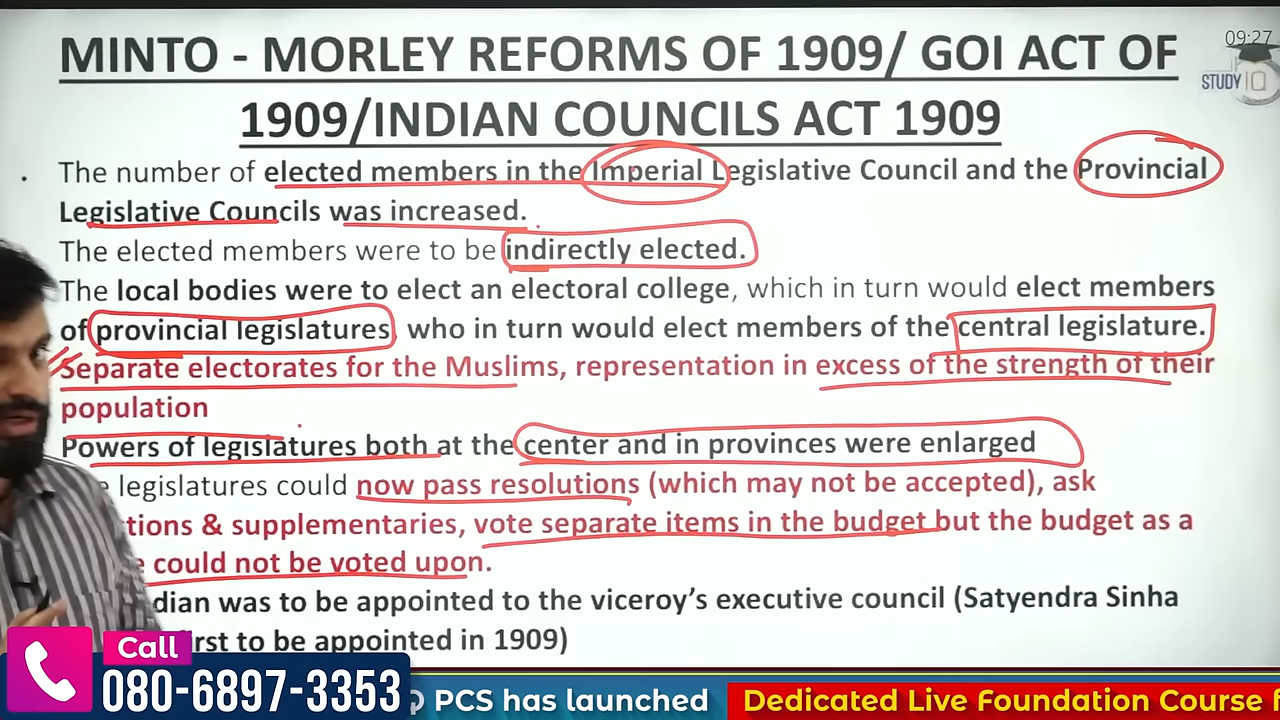 MINTO - MORLEY REFORMS OF 1909/ GOI ACT OF
1909/INDIAN COUNCILS ACT 1909
09:27
STUDY IQ
. The number of elected members in the Imperial Legislative Council and the Provincial
Legislative Councils was increased.
The elected members were to be indirectly elected.
The local bodies were to elect an electoral college, which in turn would elect members
of provincial legislatures, who in turn would elect members of the central legislature.
Separate electorates for the Muslims, representation in excess of the strength of their
population
Powers of legislatures both at the center and in provinces were enlarged
legislatures could now pass resolutions (which may not be accepted), ask
tions & supplementaries, vote separate items in the budget but the budget as a
could not be voted upon.
dian was to be appointed to the viceroy's executive council (Satyendra Sinha
rst to be appointed in 1909)
Call
080-6897-3353
Q PCS has launched
Dedicated Live Foundation Course f